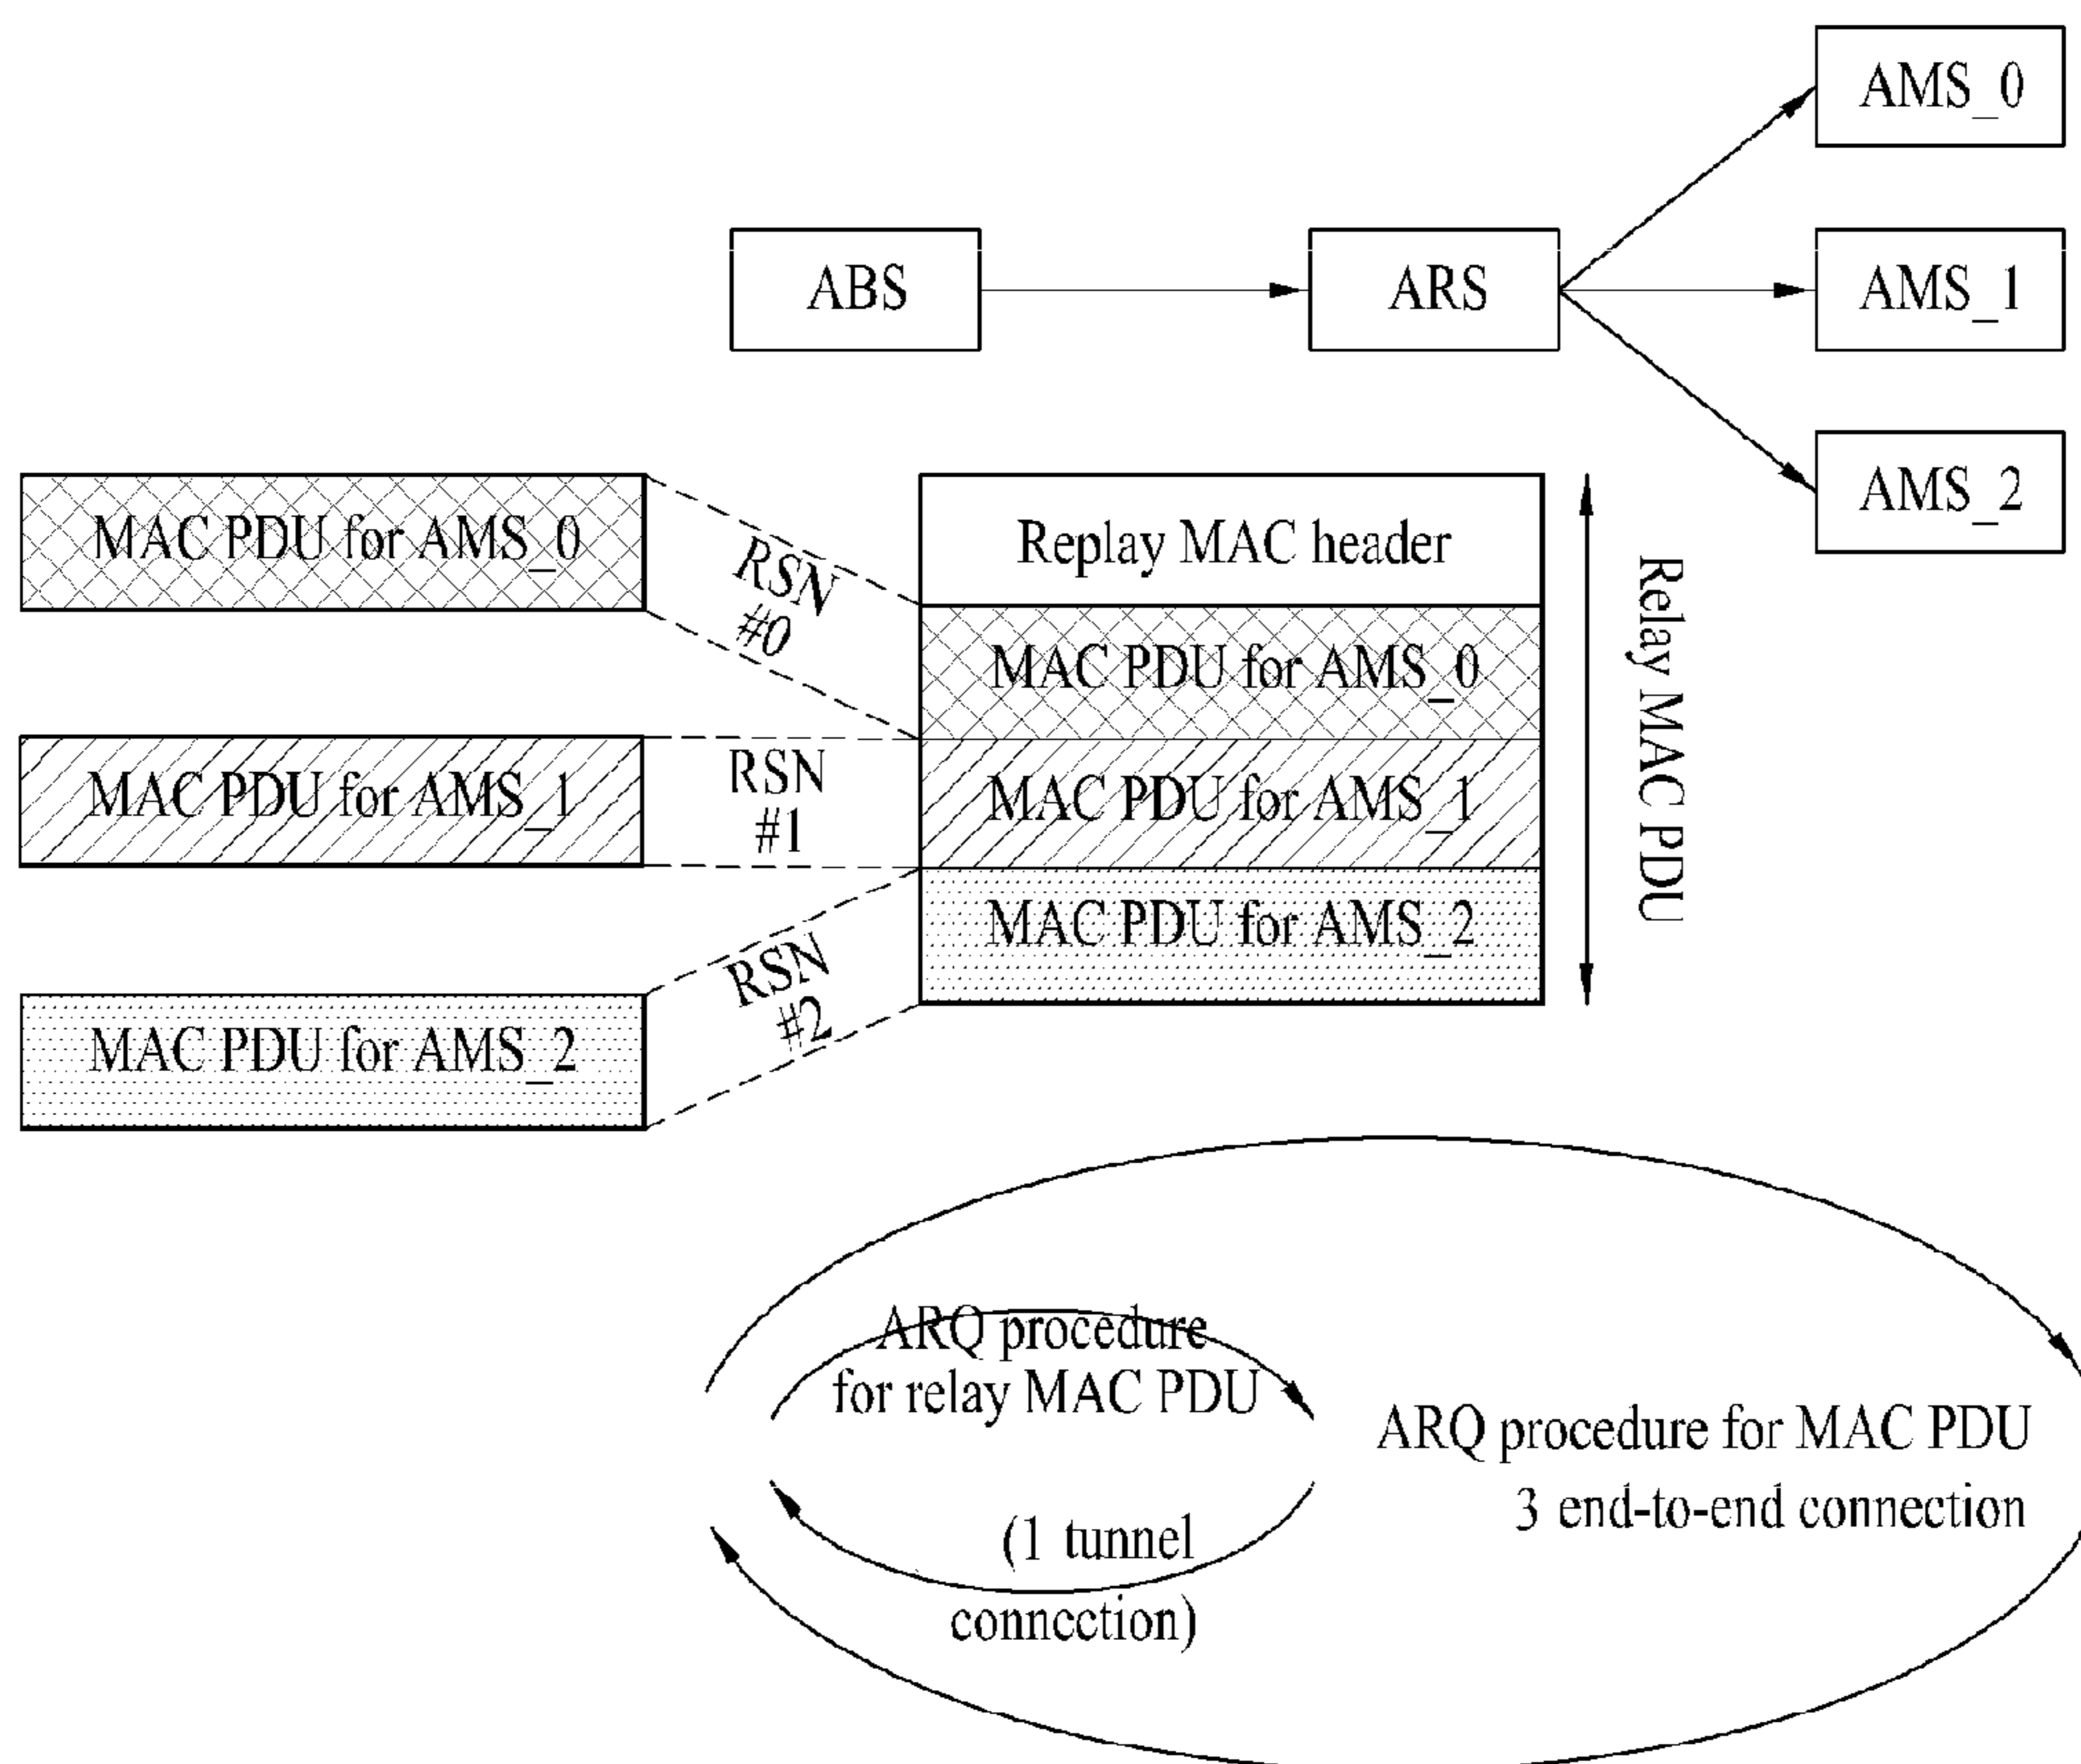 AMS_0
ABS
ARS
AMS_1
AMS_2
MAC PDU for AMS_0
RSN
#0
Replay MAC header
MAC PDU for AMS_0
MAC PDU for AMS_1
RSN
#1
MAC PDU for AMS_1
MAC PDU for AMS_2
RSN
#2
MAC PDU for AMS_2
Relay MAC PDU
ARQ procedure
for relay MAC PDU
(1 tunnel
connection)
ARQ procedure for MAC PDU
3 end-to-end connection